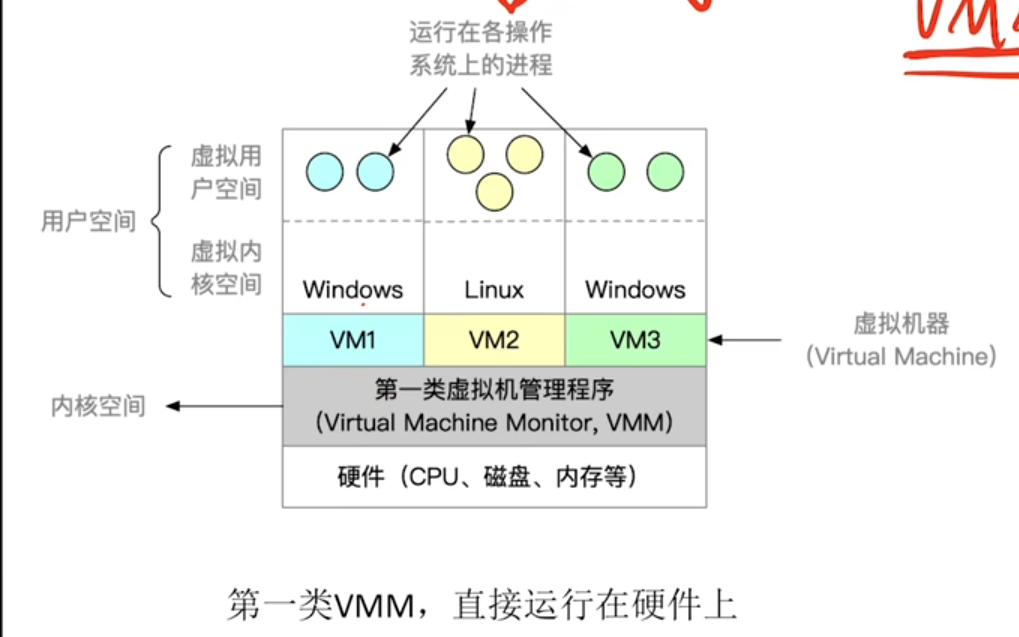 VM
运行在各操作
系统上的进程
虚拟用
户空间
用户空间
虚拟内
核空间
Windows
Linux
Windows
VM1
VM2
VM3
虚拟机器
(Virtual Machine)
第一类虚拟机管理程序
(Virtual Machine Monitor, VMM)
内核空间
硬件（CPU、磁盘、内存等）
第一类VMM，直接运行在硬件上